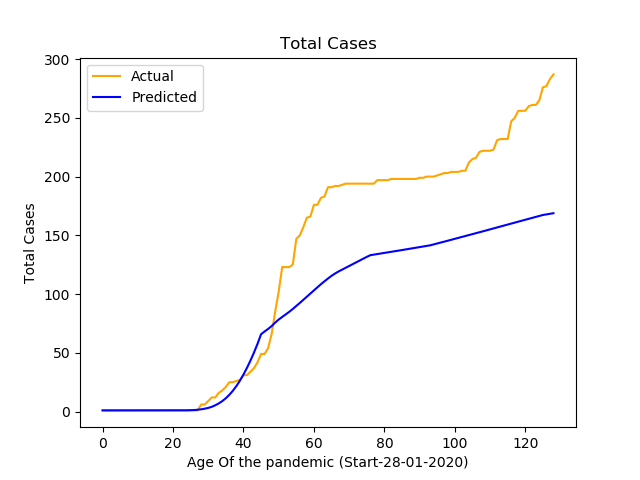 Total Cases
Actual
Predicted
Total Cases
300
250
200
150
100
50
0
0 20 40 60 80 100 120
Age Of the pandemic (Start-28-01-2020)